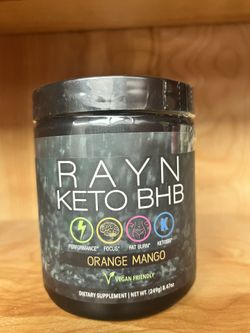 RAYN
KETO BHB
PERFORMANCE* FOCUS* FAT BURN* KETOSIS*
ORANGE MANGO
VEGAN FRIENDLY
DIETARY SUPPLEMENT | NET WT. (249g) 8.47oz